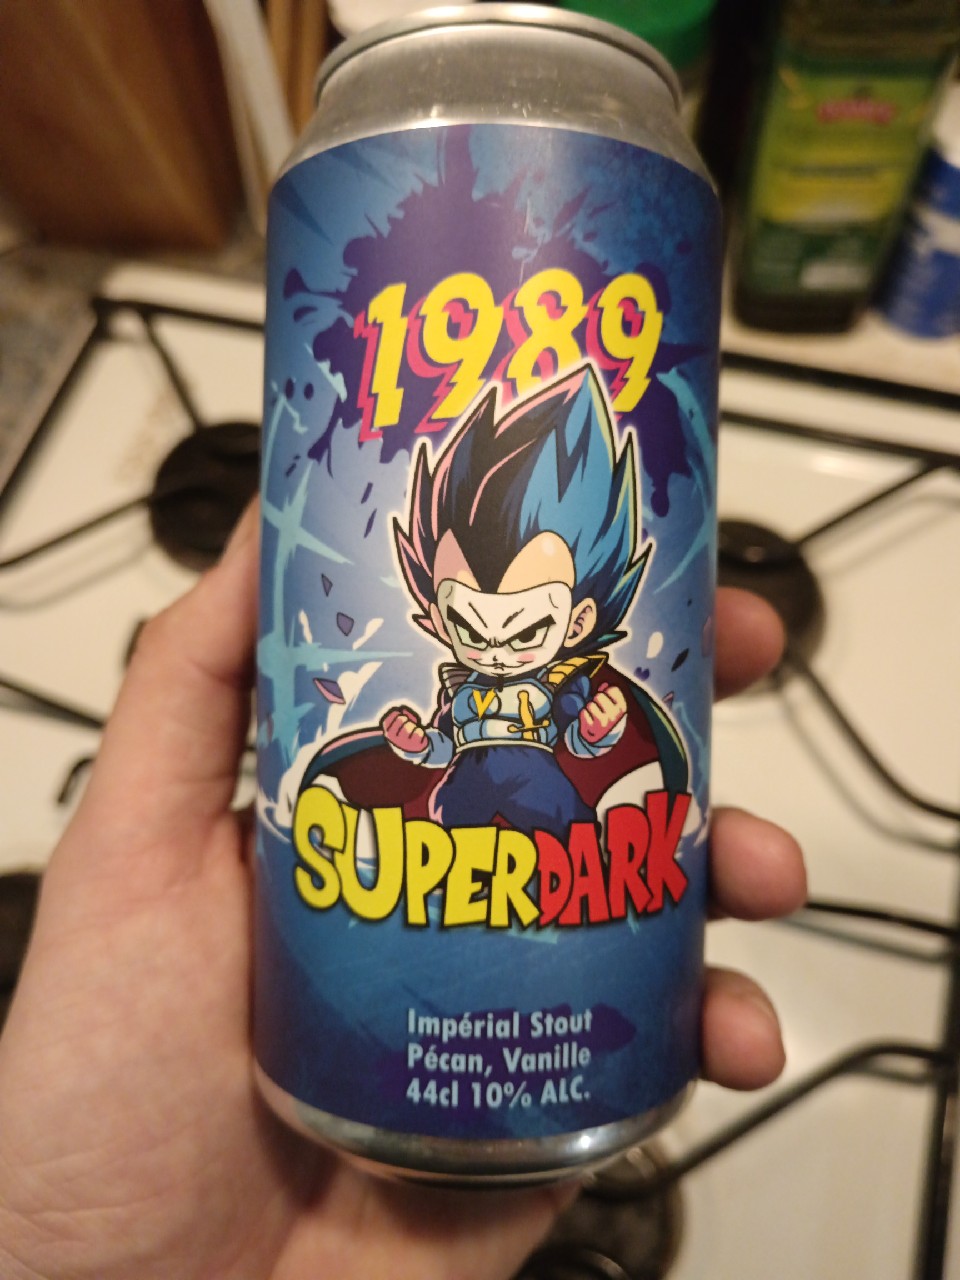 1989
SUPERDARK
Impérial Stout
Pécan, Vanille
44cl 10% ALC.